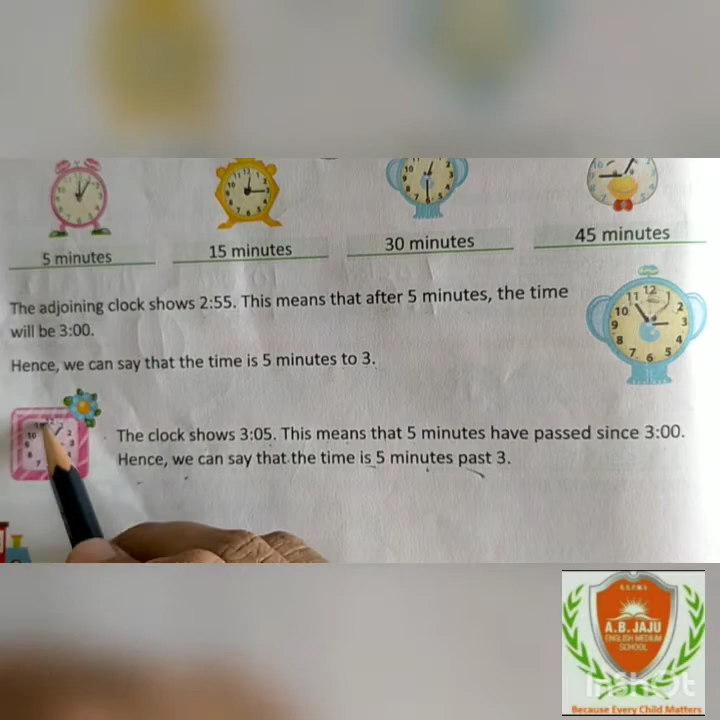 5 minutes
15 minutes
30 minutes
45 minutes
The adjoining clock shows 2:55. This means that after 5 minutes, the time
will be 3:00.
Hence, we can say that the time is 5 minutes to 3.
The clock shows 3:05. This means that 5 minutes have passed since 3:00.
Hence, we can say that the time is 5 minutes past 3.
A.B. JAJU
ENGLISH MEDIUM
SCHOOL
InShOt
Because Every Child Matters